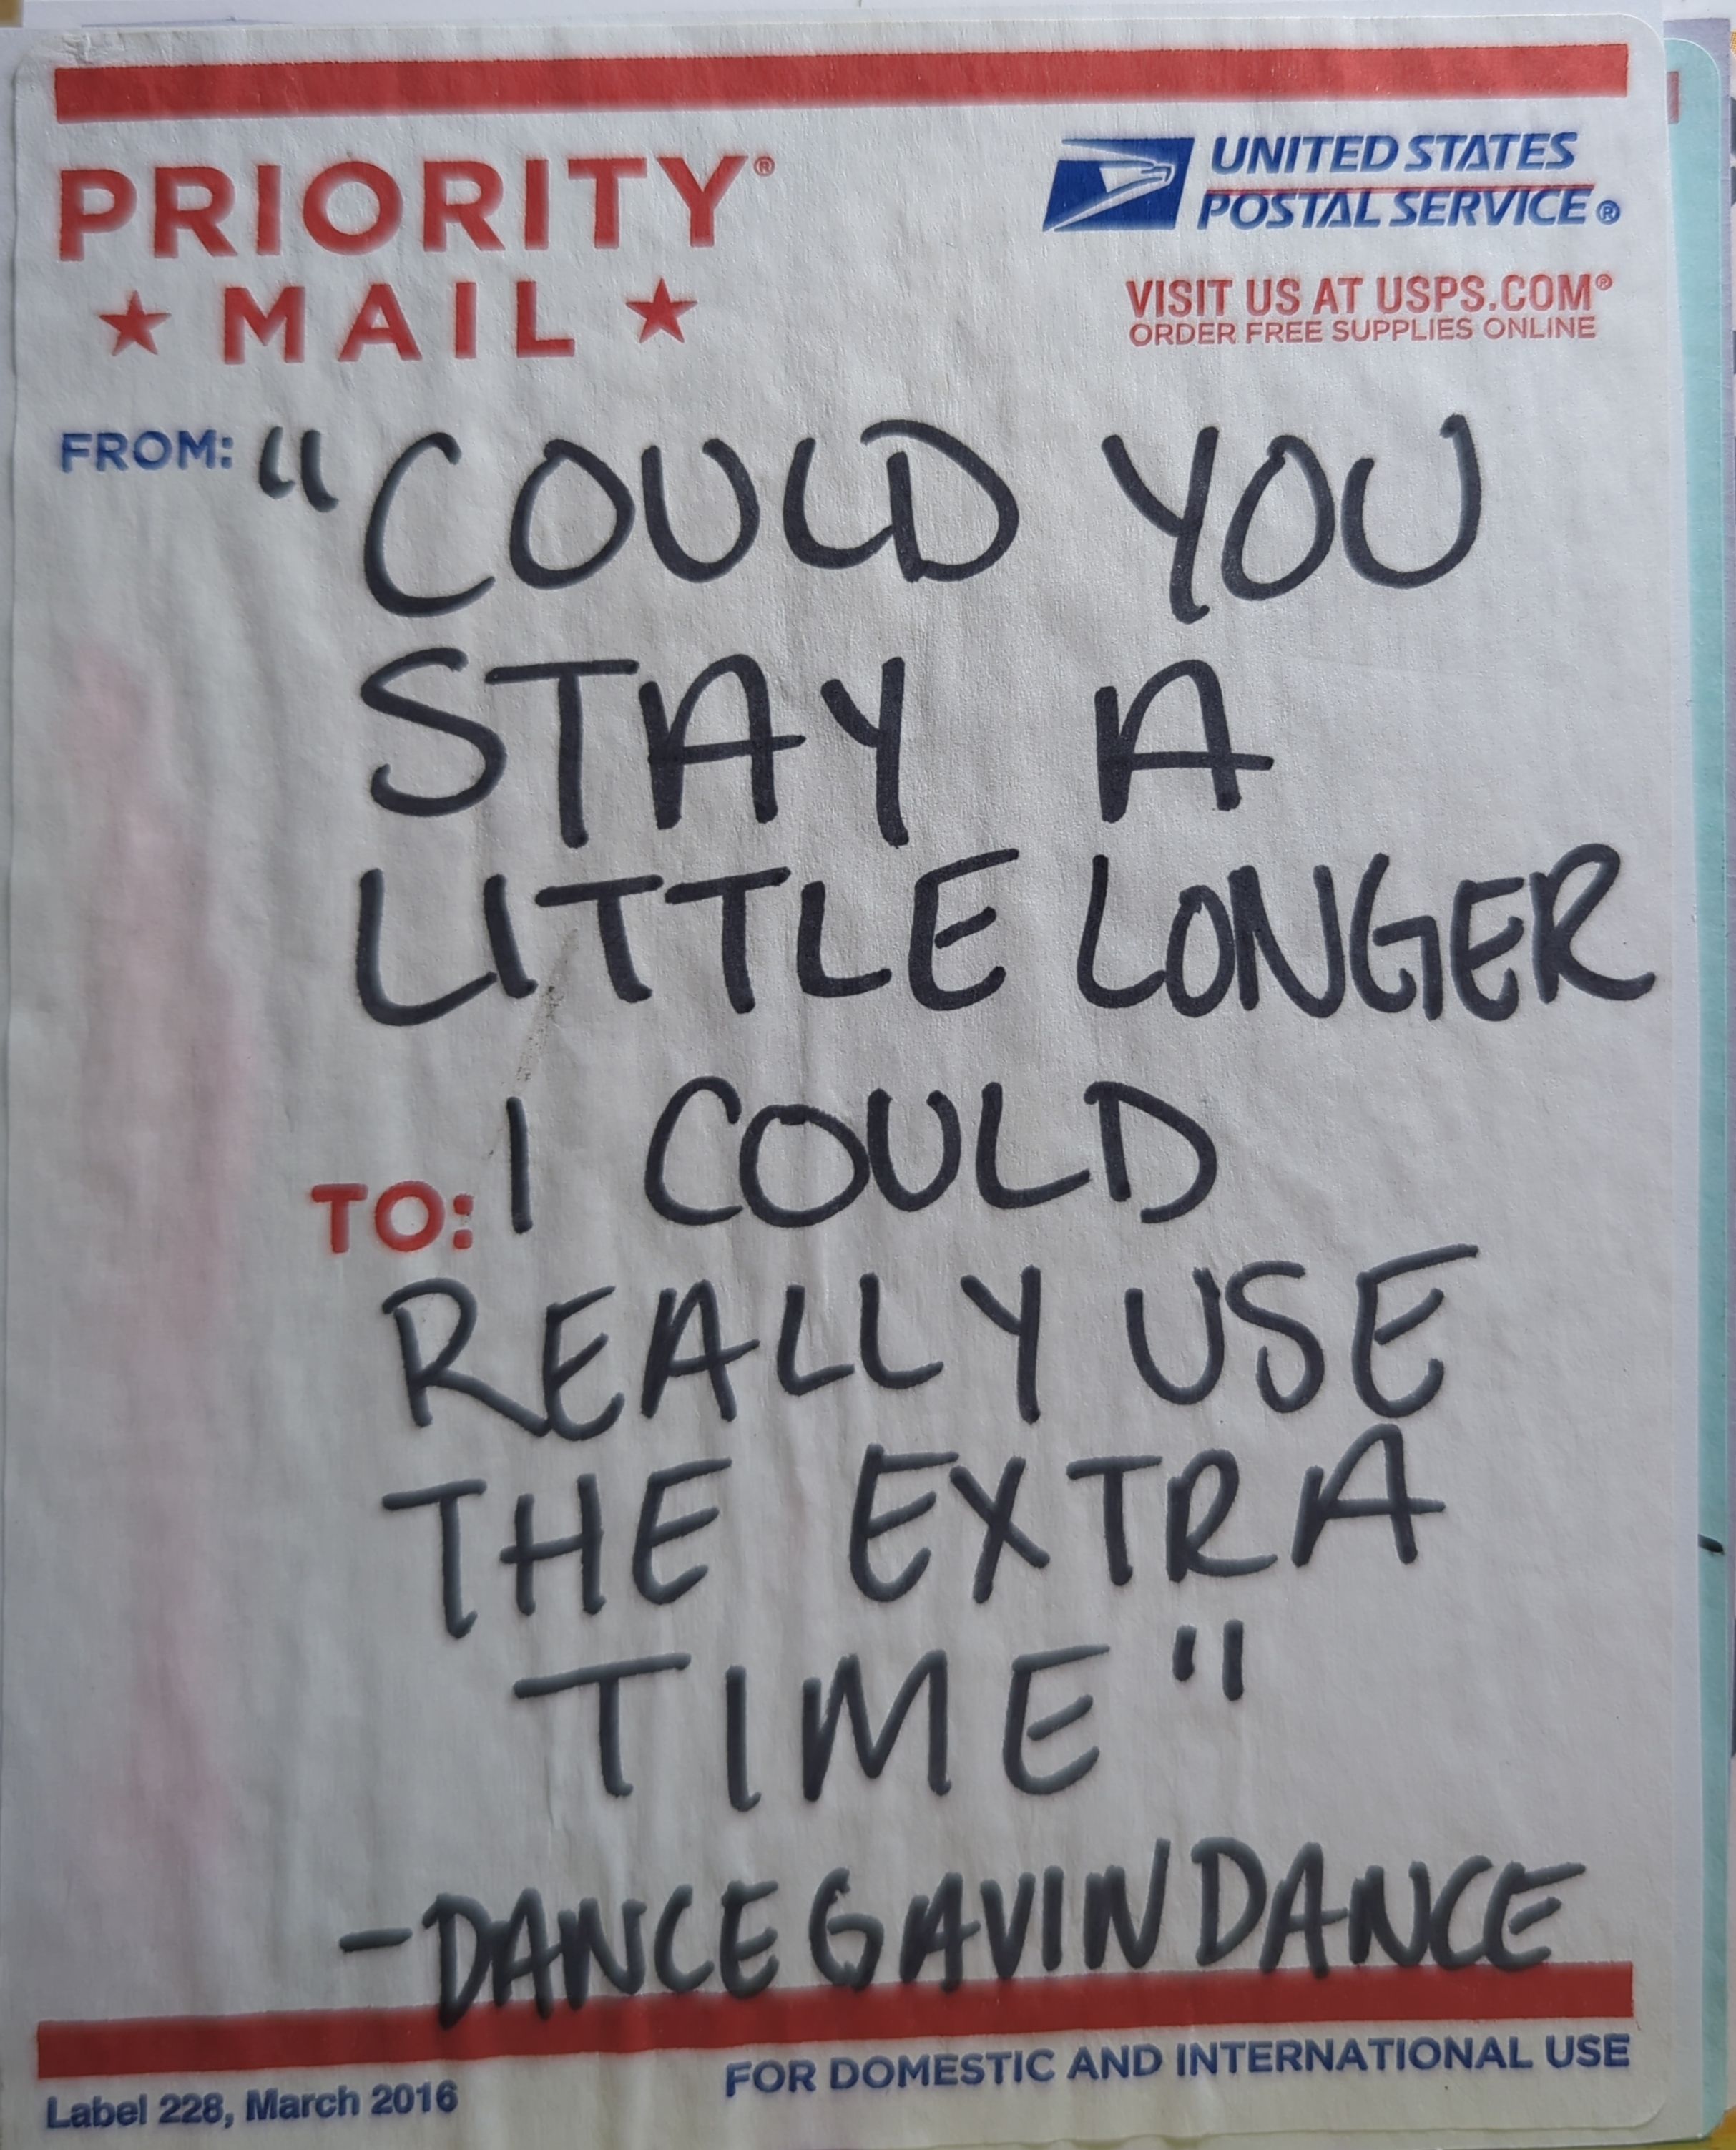 PRIORITY®
★ MAIL ★
UNITED STATES
POSTAL SERVICE®
VISIT US AT USPS.COM®
ORDER FREE SUPPLIES ONLINE
FROM: "COULD YOU
STAY A
LITTLE LONGER
TO: I COULD
REALLY USE
THE EXTRA
TIME"
-DANCE GAVIN DANCE
FOR DOMESTIC AND INTERNATIONAL USE
Label 228, March 2016